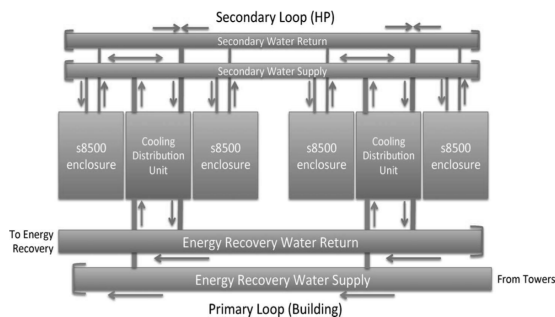 Secondary Loop (HP)
Secondary Water Return
Secondary Water Supply
s8500
enclosure
Cooling
Distribution
Unit
s8500
enclosure
s8500
enclosure
Cooling
Distribution
Unit
s8500
enclosure
To Energy
Recovery
Energy Recovery Water Return
Energy Recovery Water Supply
From Towers
Primary Loop (Building)